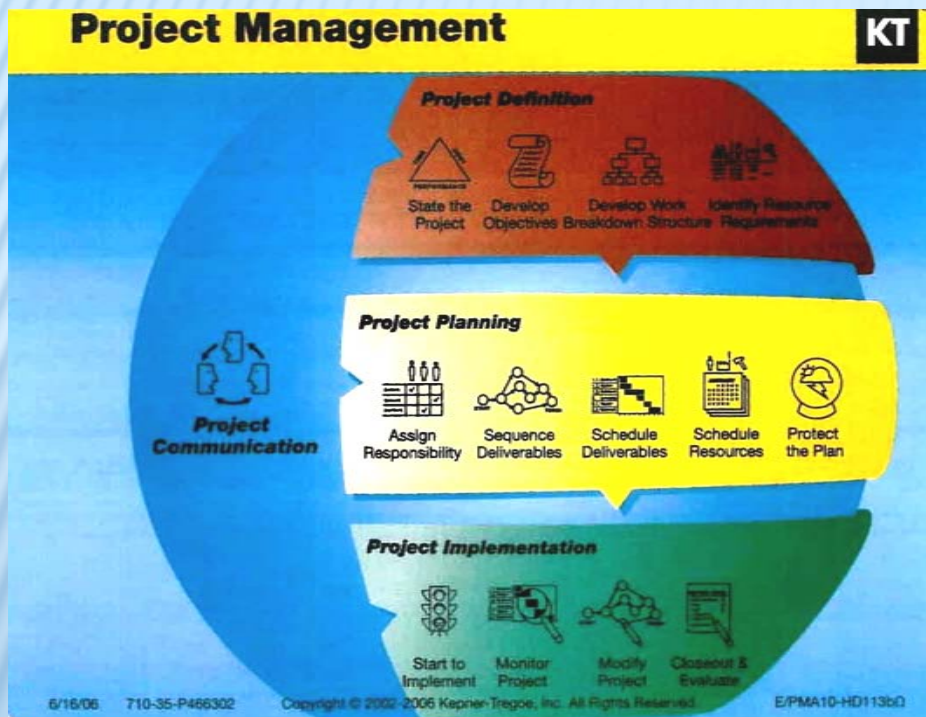 Project Management
KT
Project Definition
PERFORMANCE
State the
Project
Develop
Objectives
Develop Work
Breakdown Structure
Identify Resource
Requirements
Project
Communication
Project Planning
Assign
Responsibility
Sequence
Deliverables
Schedule
Deliverables
Schedule
Resources
Protect
the Plan
Project Implementation
Start to
Implement
Monitor
Project
Modify
Project
Closeout &
Evaluate
6/16/06
710-35-P466302
Copyright © 2002-2006 Kepner-Tregoe, Inc. All Rights Reserved.